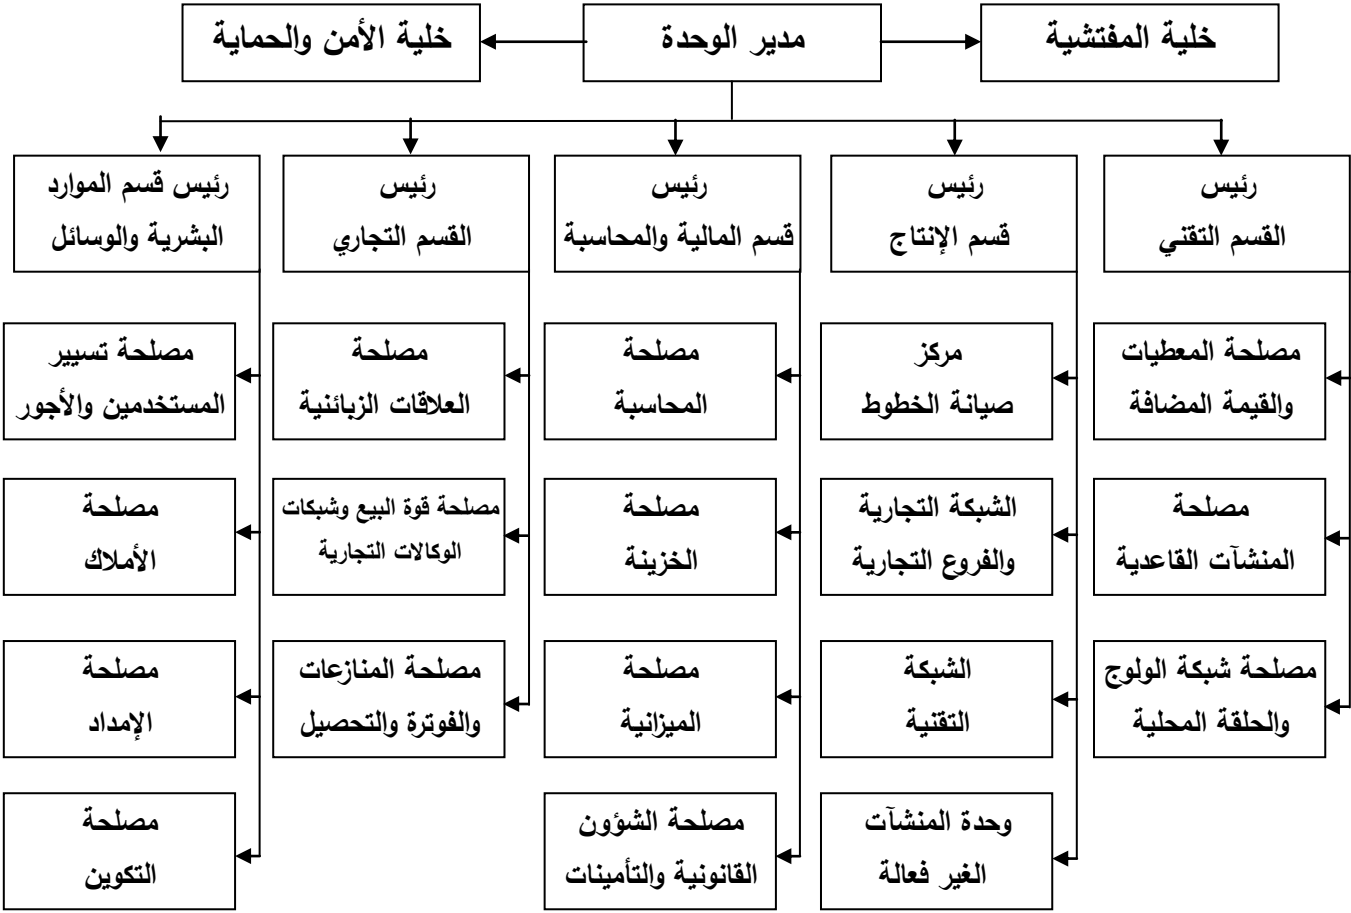 خلية المفتشية
مدير الوحدة
خلية الأمن والحماية
رئيس
القسم التقني
رئيس
قسم الإنتاج
رئيس
قسم المالية والمحاسبة
رئيس
القسم التجاري
رئيس قسم الموارد
البشرية والوسائل
مصلحة المعطيات
والقيمة المضافة
مركز
صيانة الخطوط
مصلحة
المحاسبة
مصلحة
العلاقات الزبائنية
مصلحة تسيير
المستخدمين والأجور
مصلحة
المنشآت القاعدية
الشبكة التجارية
والفروع التجارية
مصلحة
الخزينة
مصلحة قوة البيع وشبكات
الوكالات التجارية
مصلحة
الأملاك
مصلحة شبكة الولوج
والحلقة المحلية
الشبكة
التقنية
مصلحة
الميزانية
مصلحة المنازعات
والفوترة والتحصيل
مصلحة
الإمداد
وحدة المنشآت
الغير فعالة
مصلحة الشؤون
القانونية والتأمينات
مصلحة
التكوين